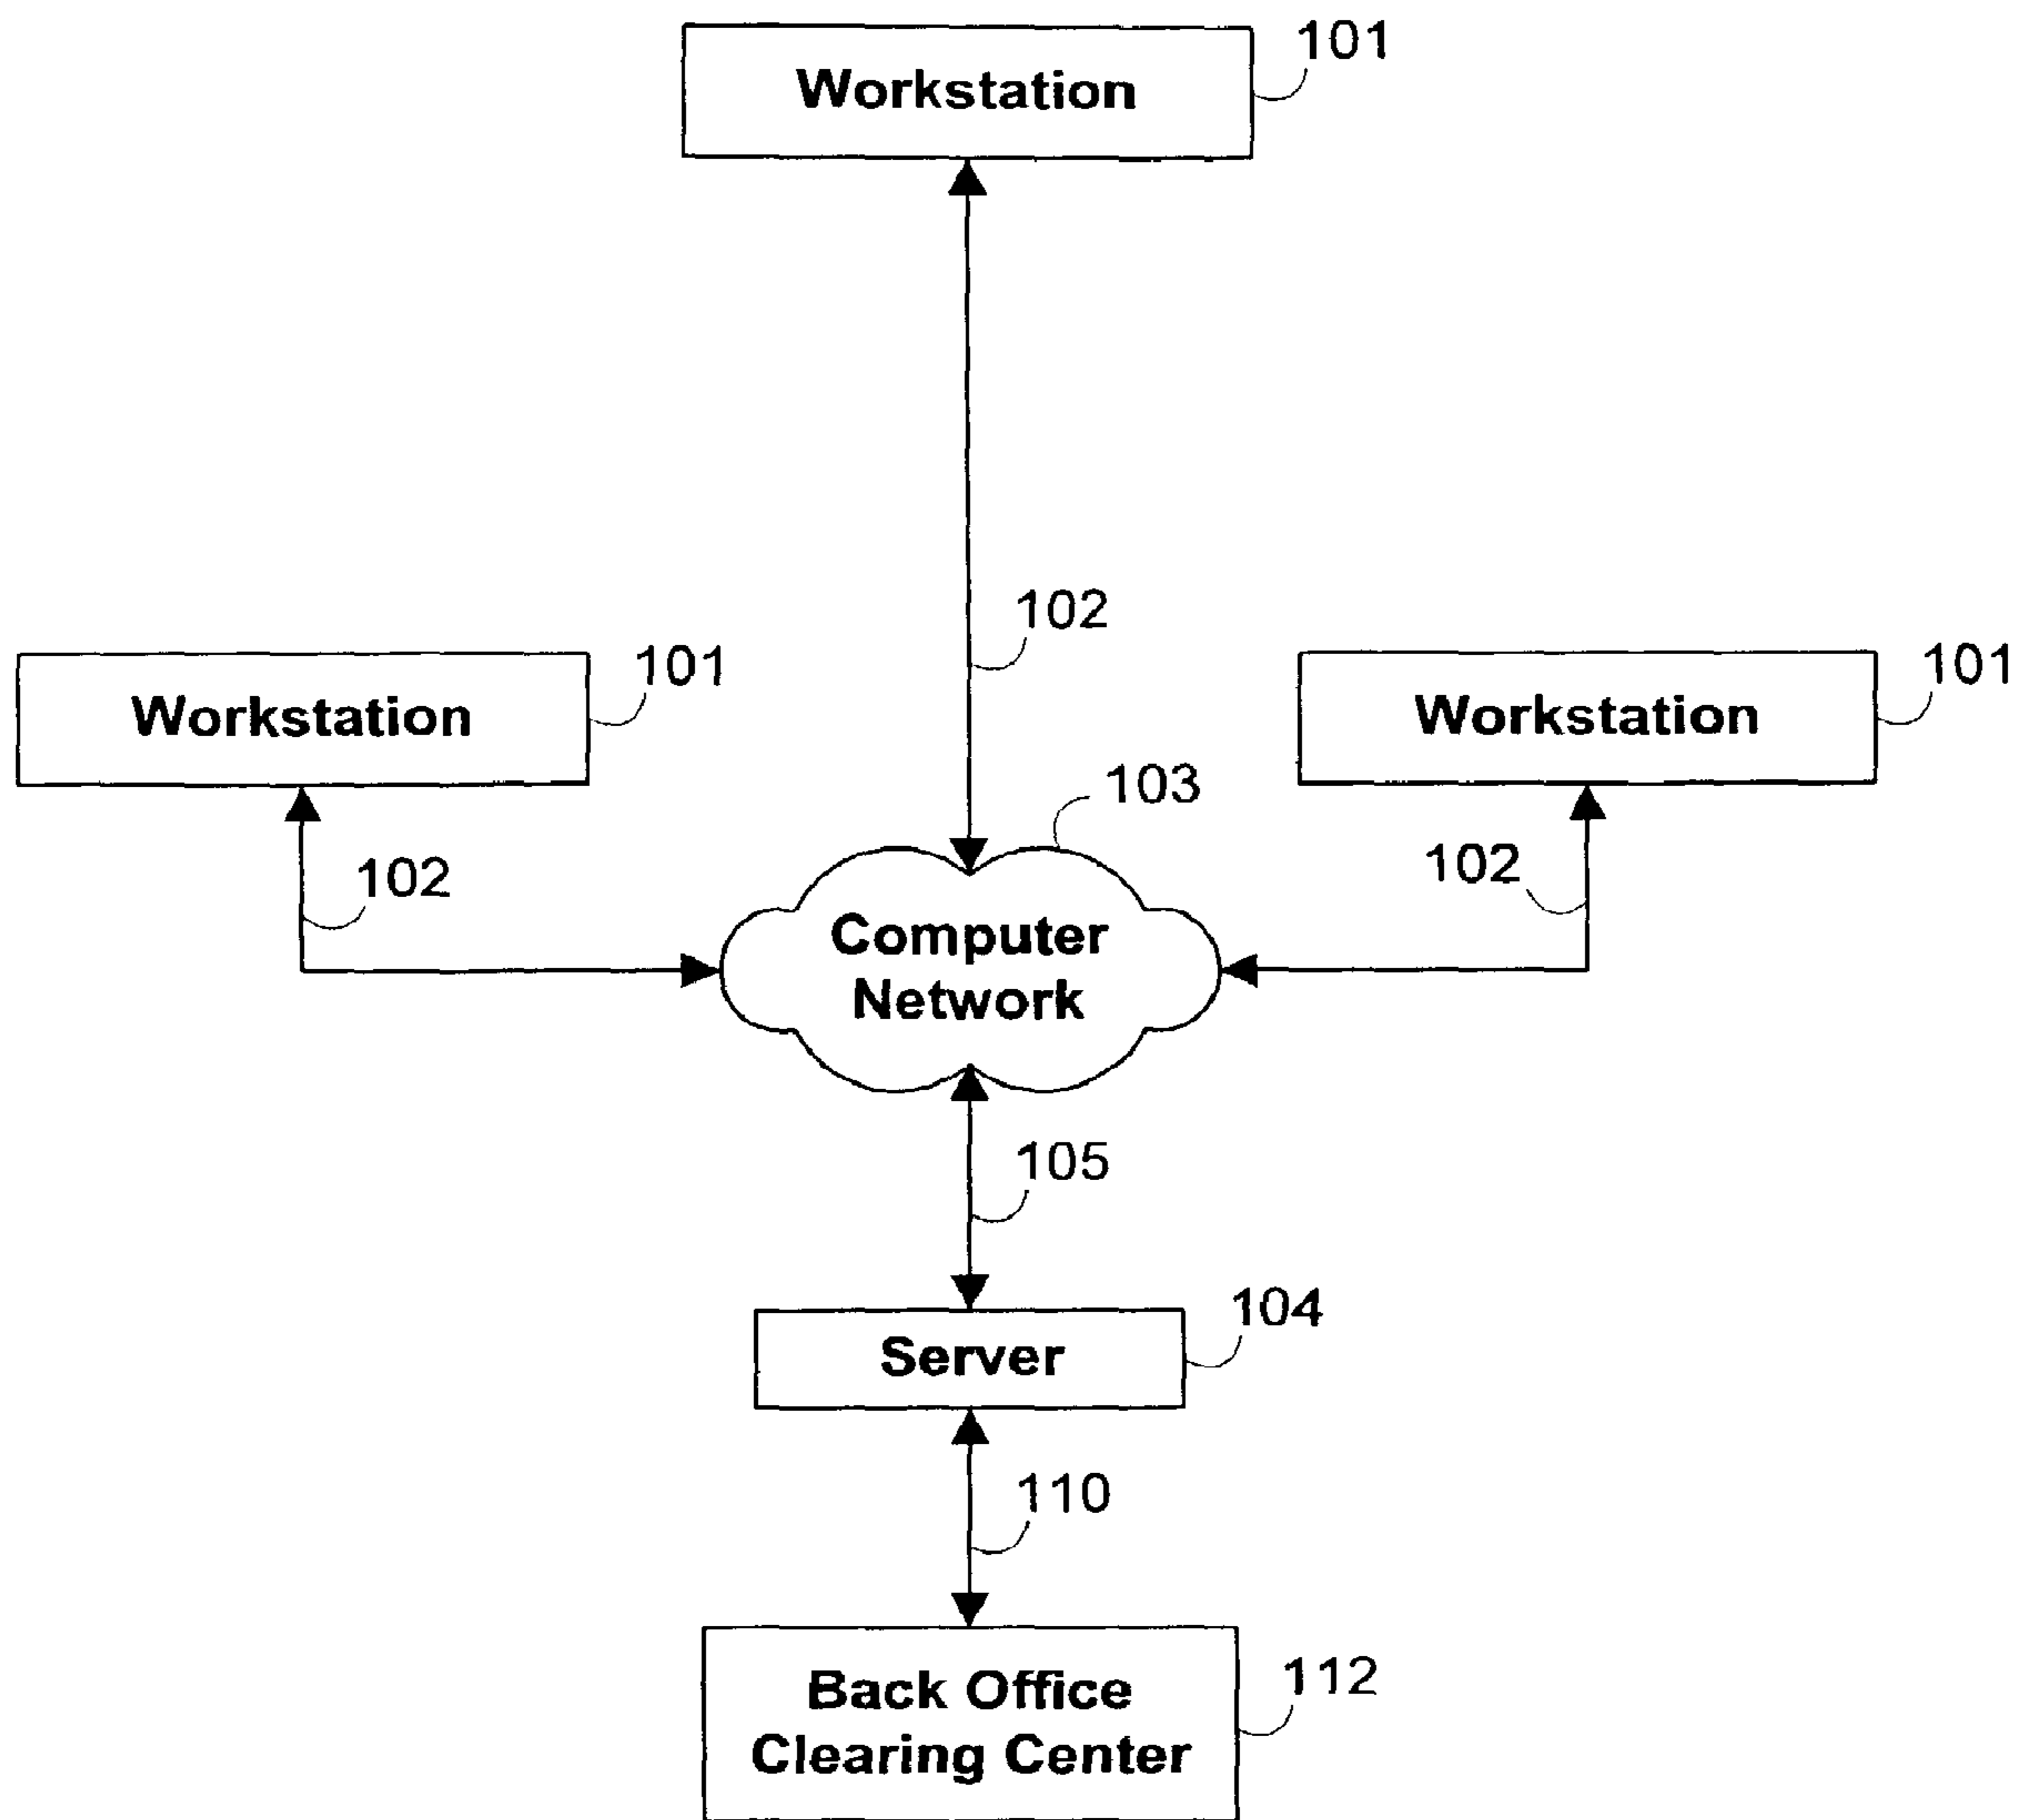 101
Workstation
102
101
Workstation
101
Workstation
103
102
102
Computer
Network
105
104
Server
110
112
Back Office
Clearing Center